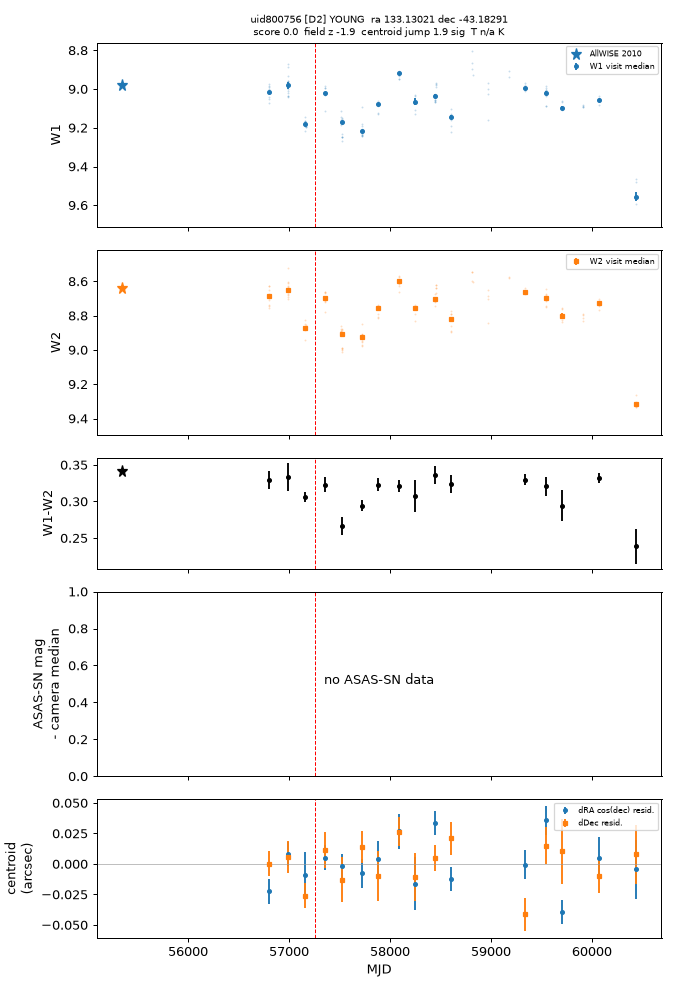 uid800756 [D2] YOUNG  ra 133.13021 dec -43.18291
score 0.0  field z -1.9  centroid jump 1.9 sig  T n/a K
8.8
9.0
9.2
9.4
9.6
W1
AllWISE 2010
W1 visit median
8.6
8.8
9.0
9.2
9.4
W2
W2 visit median
0.35
0.30
0.25
W1-W2
1.0
0.8
0.6
0.4
0.2
0.0
ASAS-SN mag
- camera median
no ASAS-SN data
0.050
0.025
0.000
−0.025
−0.050
centroid
(arcsec)
dRA cos(dec) resid.
dDec resid.
56000
57000
58000
59000
60000
MJD